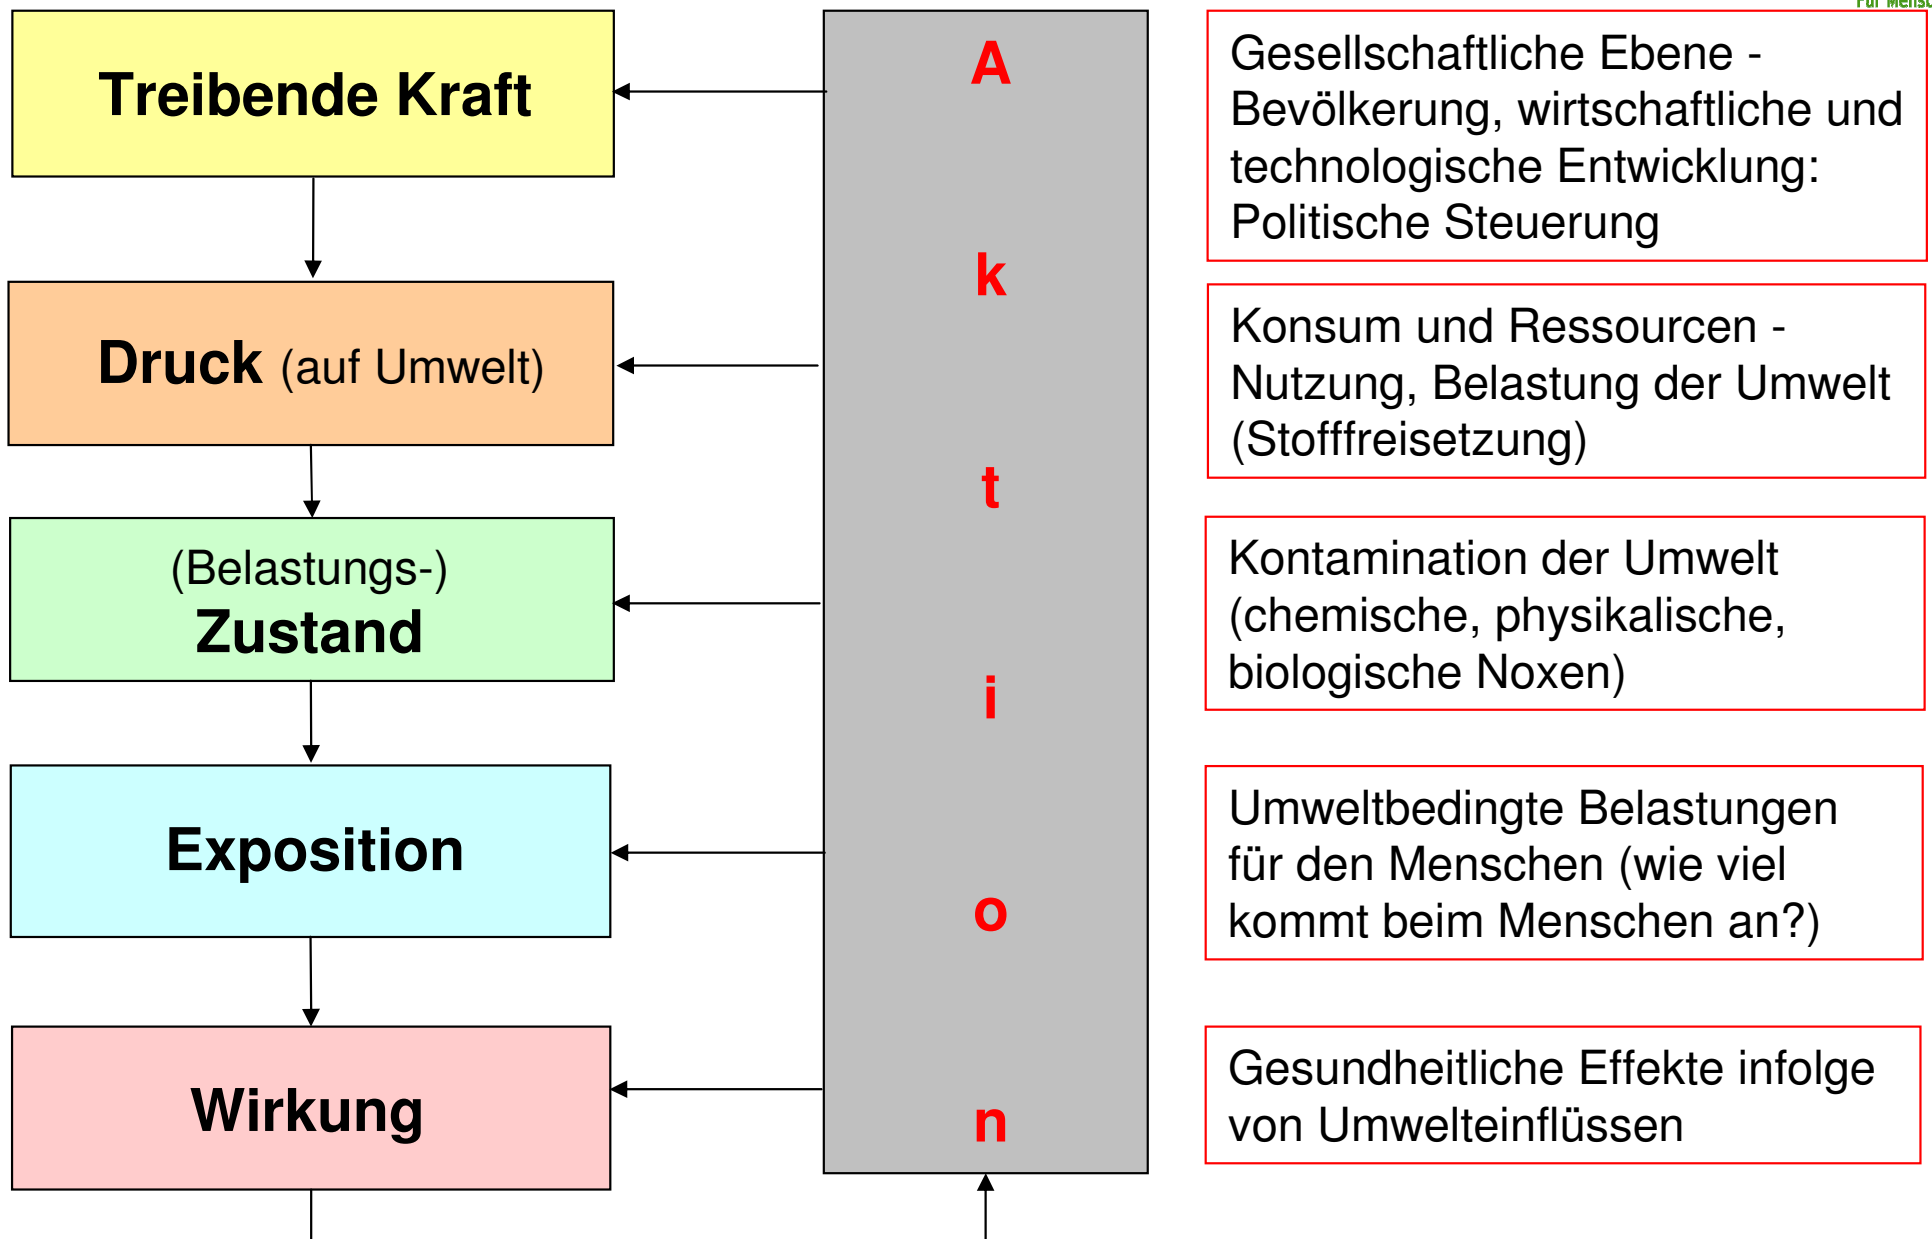 Für Mensc
Treibende Kraft
Druck (auf Umwelt)
(Belastungs-)
Zustand
Exposition
Wirkung
A
k
t
i
o
n
Gesellschaftliche Ebene -
Bevölkerung, wirtschaftliche und
technologische Entwicklung:
Politische Steuerung
Konsum und Ressourcen -
Nutzung, Belastung der Umwelt
(Stofffreisetzung)
Kontamination der Umwelt
(chemische, physikalische,
biologische Noxen)
Umweltbedingte Belastungen
für den Menschen (wie viel
kommt beim Menschen an?)
Gesundheitliche Effekte infolge
von Umwelteinflüssen